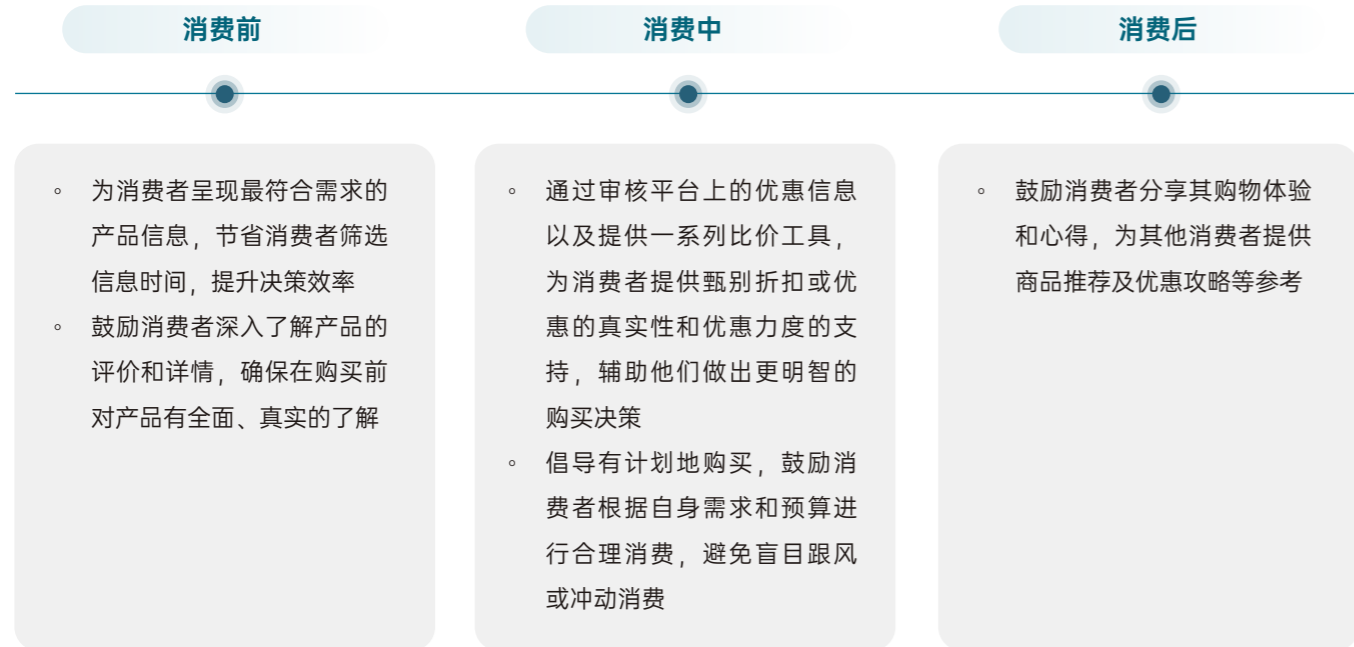 消费前
消费中
消费后
◦ 为消费者呈现最符合需求的
产品信息，节省消费者筛选
信息时间，提升决策效率
◦ 鼓励消费者深入了解产品的
评价和详情，确保在购买前
对产品有全面、真实的了解
◦ 通过审核平台上的优惠信息
以及提供一系列比价工具，
为消费者提供甄别折扣或优
惠的真实性和优惠力度的支
持，辅助他们做出更明智的
购买决策
◦ 倡导有计划地购买，鼓励消
费者根据自身需求和预算进
行合理消费，避免盲目跟风
或冲动消费
◦ 鼓励消费者分享其购物体验
和心得，为其他消费者提供
商品推荐及优惠攻略等参考